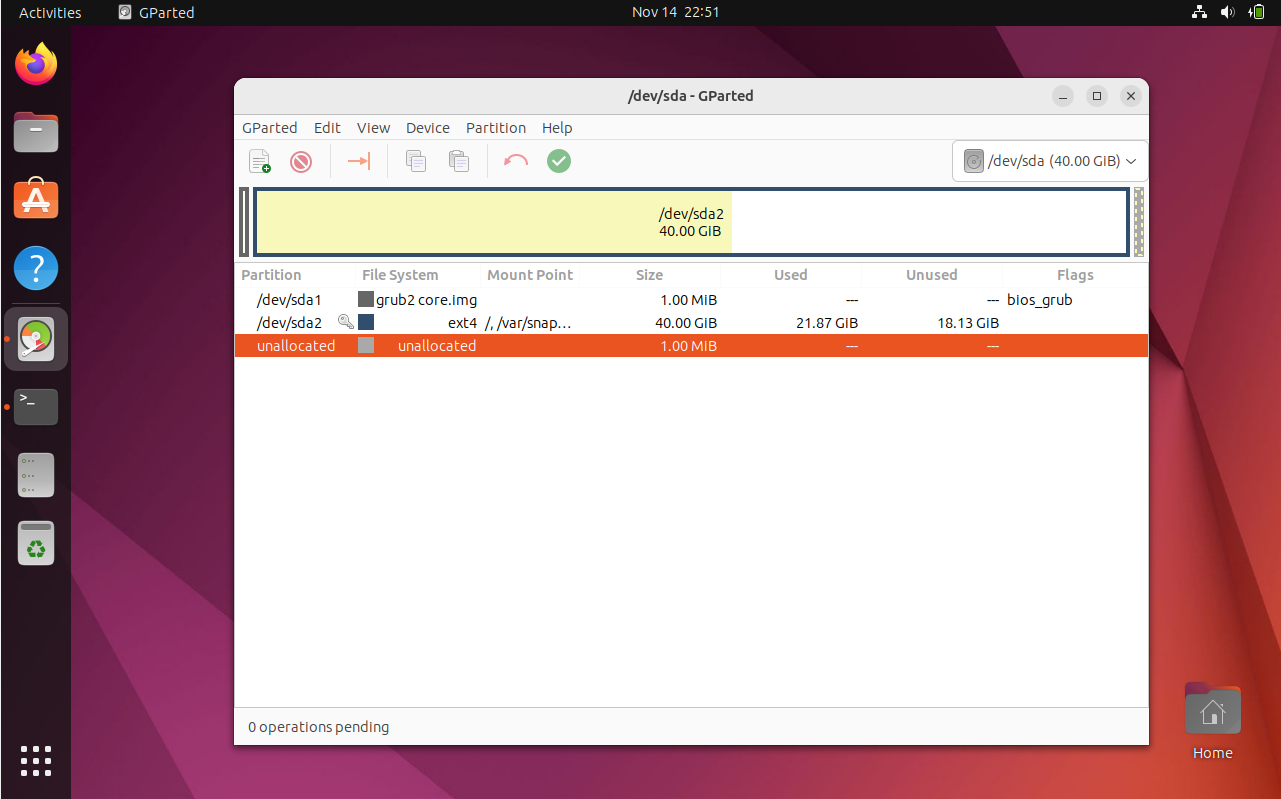 Activities GParted Nov 14 22:51
/dev/sda - GParted
GParted Edit View Device Partition Help
/dev/sda (40.00 GiB)
/dev/sda2
40.00 GiB
Partition File System Mount Point Size Used Unused Flags
/dev/sda1 grub2 core.img 1.00 MiB --- --- bios_grub
/dev/sda2 ext4 /, /var/snap... 40.00 GiB 21.87 GiB 18.13 GiB
unallocated unallocated 1.00 MiB --- ---
0 operations pending
Home